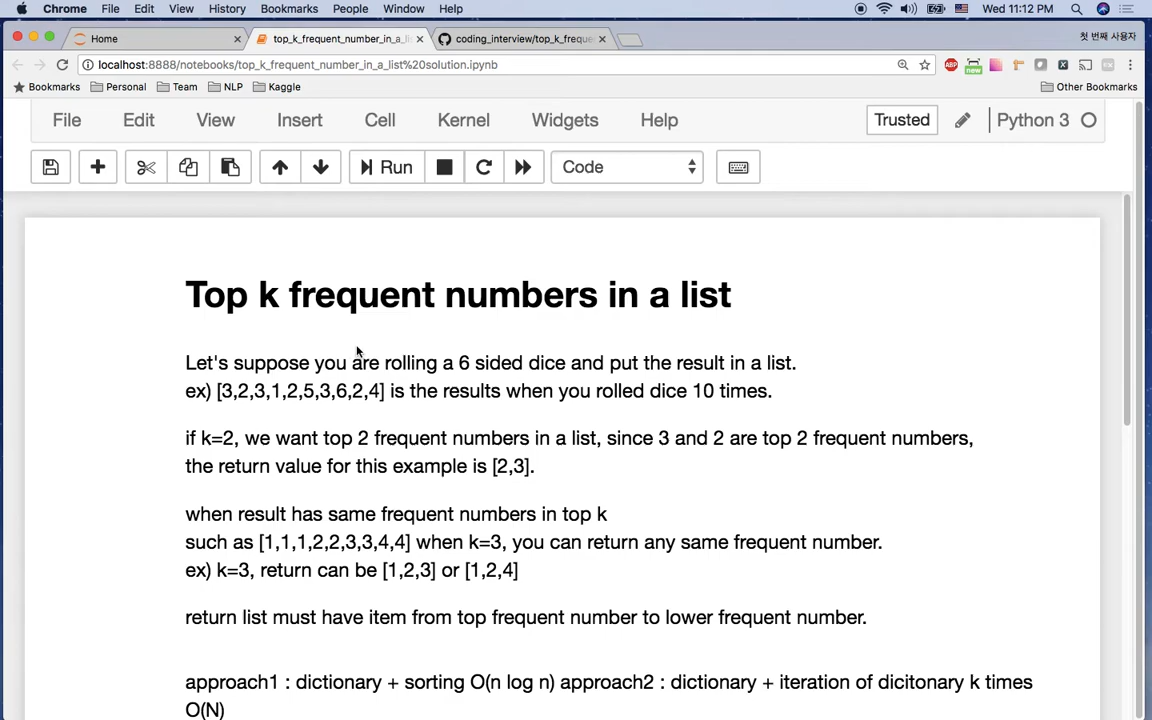 Chrome File Edit View History Bookmarks People Window Help Wed 11:12 PM
Home top_k_frequent_number_in_a_li coding_interview/top_k_freque 첫 번째 사용자
localhost:8888/notebooks/top_k_frequent_number_in_a_list%20solution.ipynb ABP new
Bookmarks Personal Team NLP Kaggle Other Bookmarks
File Edit View Insert Cell Kernel Widgets Help Trusted Python 3
Run Code
Top k frequent numbers in a list
Let's suppose you are rolling a 6 sided dice and put the result in a list.
ex) [3,2,3,1,2,5,3,6,2,4] is the results when you rolled dice 10 times.
if k=2, we want top 2 frequent numbers in a list, since 3 and 2 are top 2 frequent numbers,
the return value for this example is [2,3].
when result has same frequent numbers in top k
such as [1,1,1,2,2,3,3,4,4] when k=3, you can return any same frequent number.
ex) k=3, return can be [1,2,3] or [1,2,4]
return list must have item from top frequent number to lower frequent number.
approach1 : dictionary + sorting O(n log n) approach2 : dictionary + iteration of dicitonary k times
O(N)